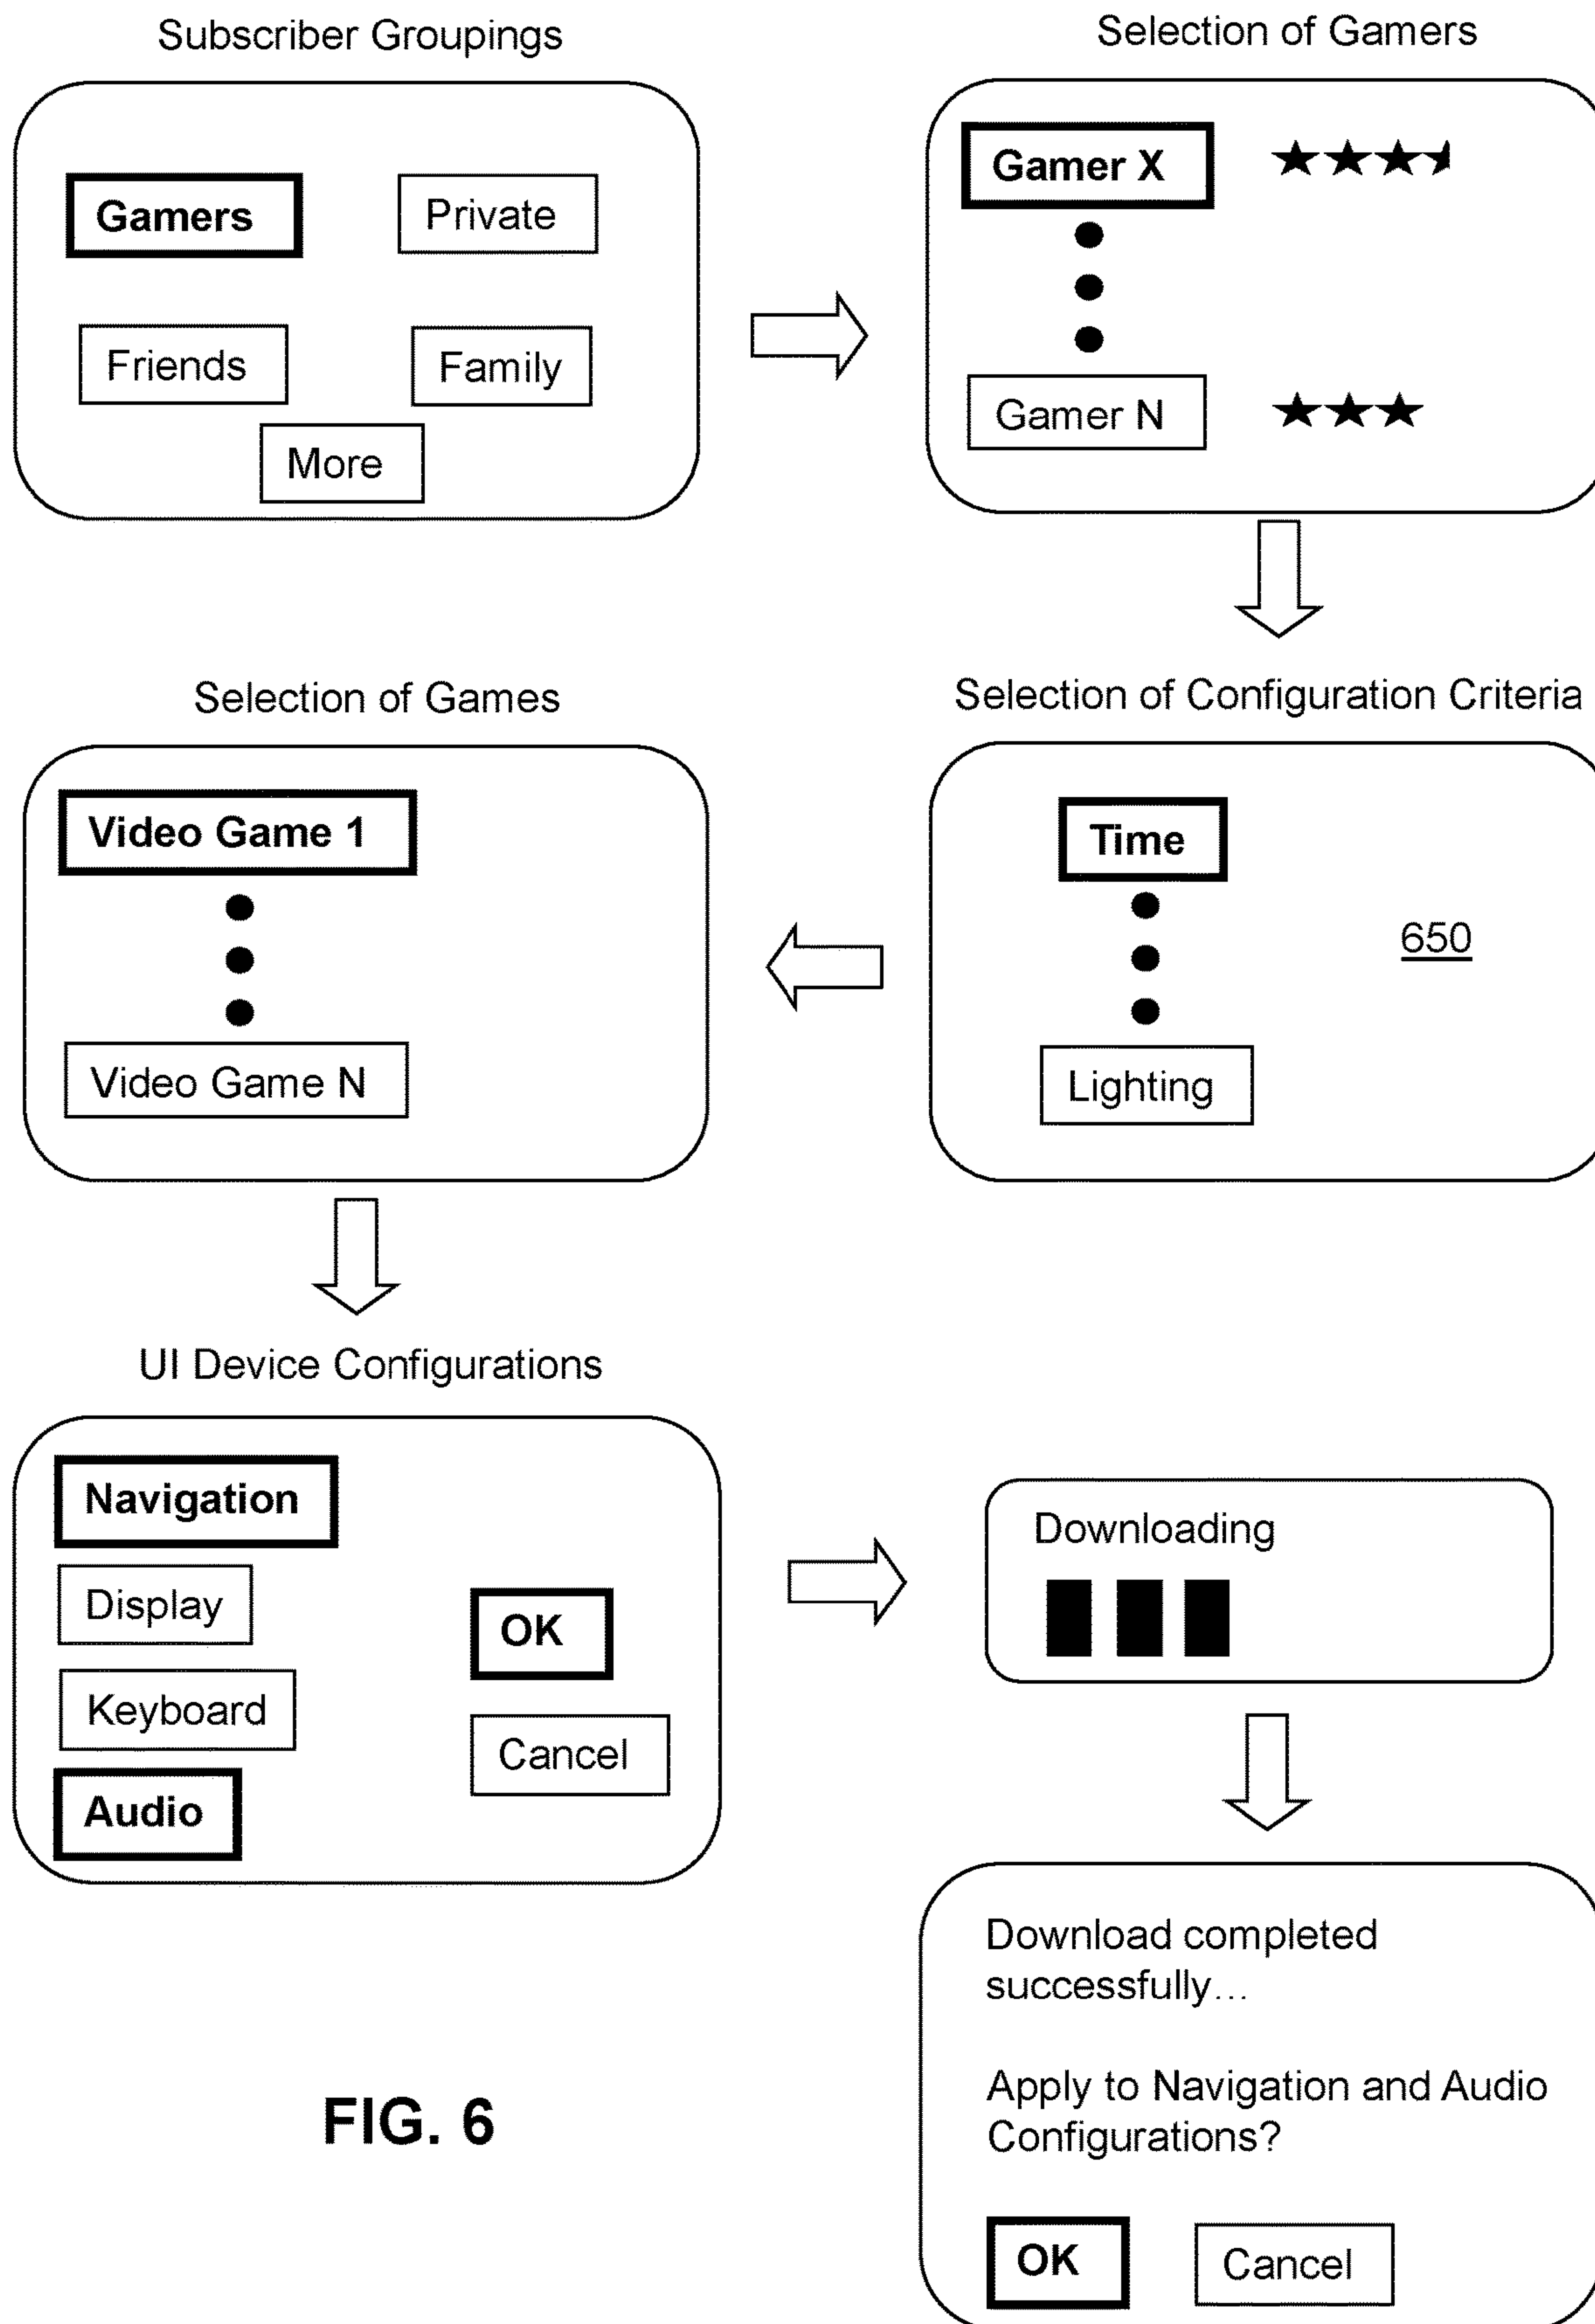 Subscriber Groupings
Gamers
Private
Friends
Family
More
Selection of Gamers
Gamer X
Gamer N
Selection of Configuration Criteria
Time
650
Lighting
Selection of Games
Video Game 1
Video Game N
UI Device Configurations
Navigation
Display
Keyboard
Audio
OK
Cancel
Downloading
Download completed
successfully...
Apply to Navigation and Audio
Configurations?
OK
Cancel
FIG. 6